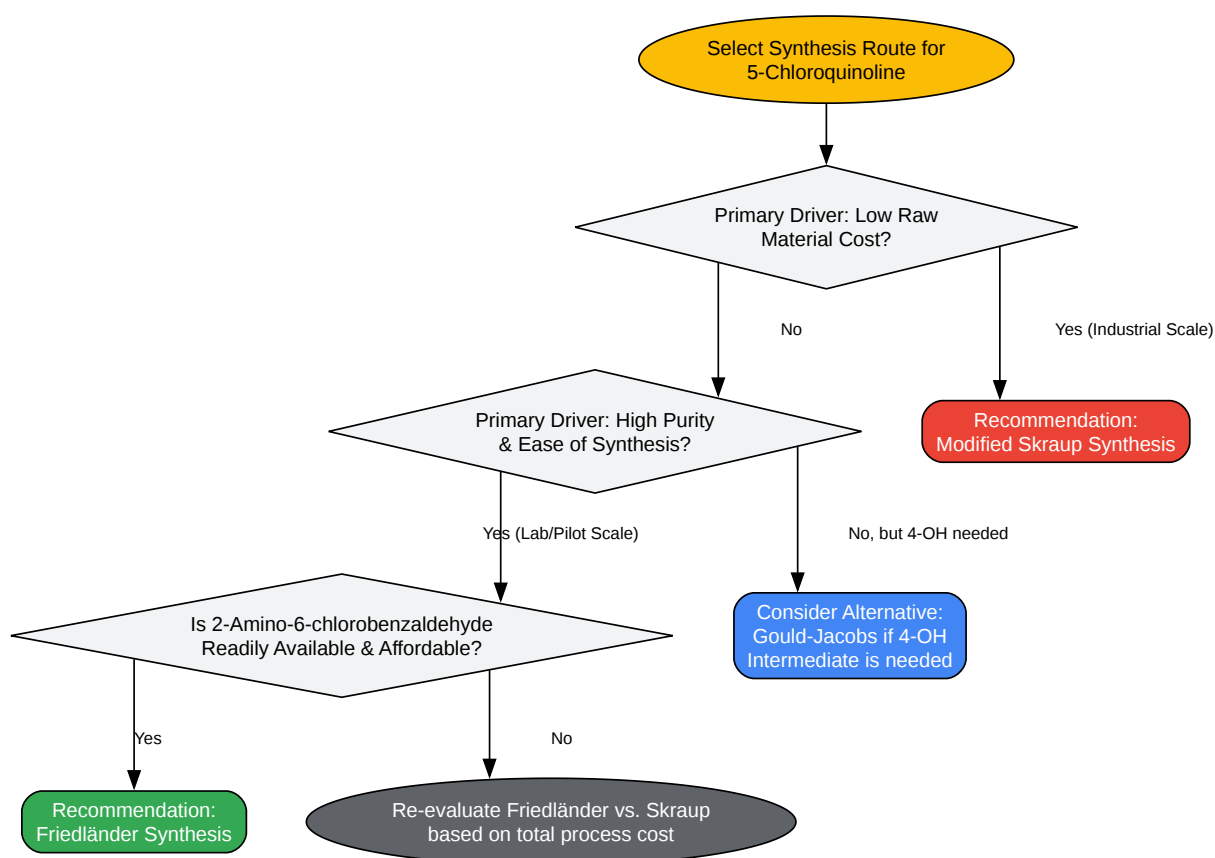 Select Synthesis Route for
5-Chloroquinoline
Primary Driver: Low Raw
Material Cost?
No
Yes (Industrial Scale)
Primary Driver: High Purity
& Ease of Synthesis?
Recommendation:
Modified Skraup Synthesis
Yes (Lab/Pilot Scale)
No, but 4-OH needed
Is 2-Amino-6-chlorobenzaldehyde
Readily Available & Affordable?
Consider Alternative:
Gould-Jacobs if 4-OH
Intermediate is needed
Yes
No
Recommendation:
Friedländer Synthesis
Re-evaluate Friedländer vs. Skraup
based on total process cost